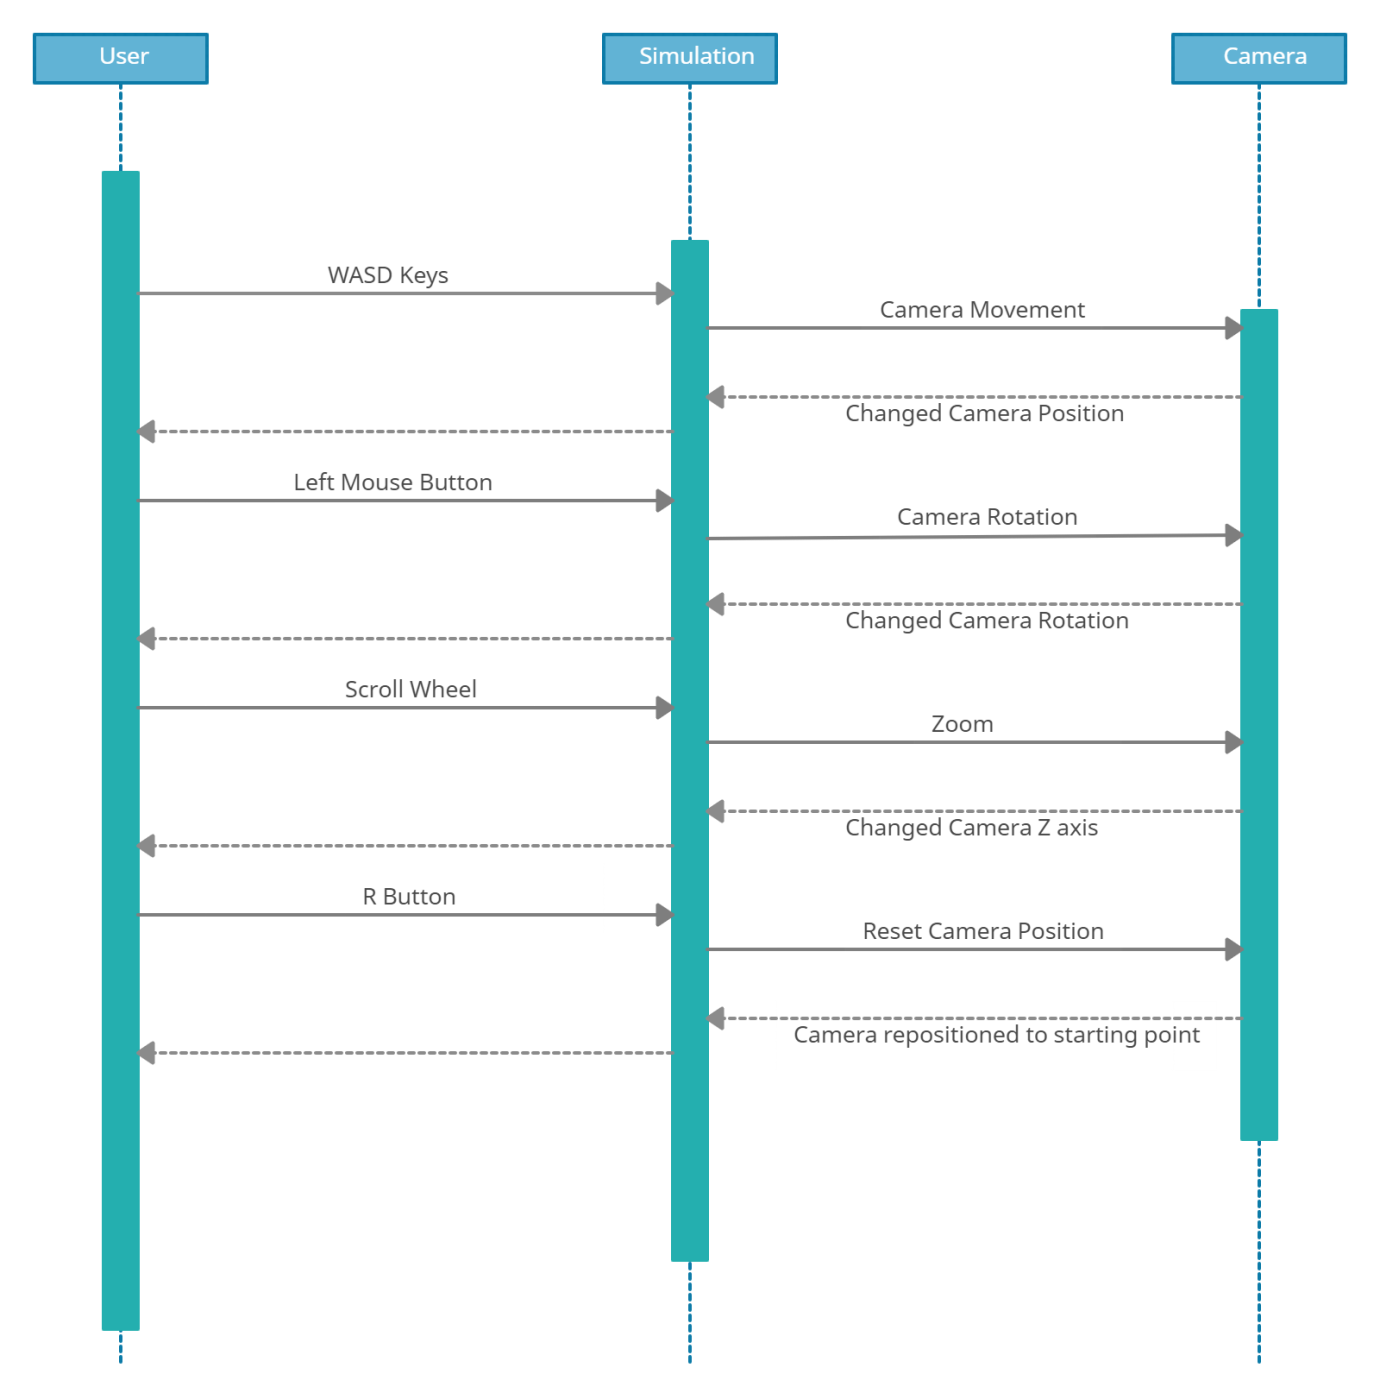 User
Simulation
Camera
WASD Keys
Camera Movement
Changed Camera Position
Left Mouse Button
Camera Rotation
Changed Camera Rotation
Scroll Wheel
Zoom
Changed Camera Z axis
R Button
Reset Camera Position
Camera repositioned to starting point